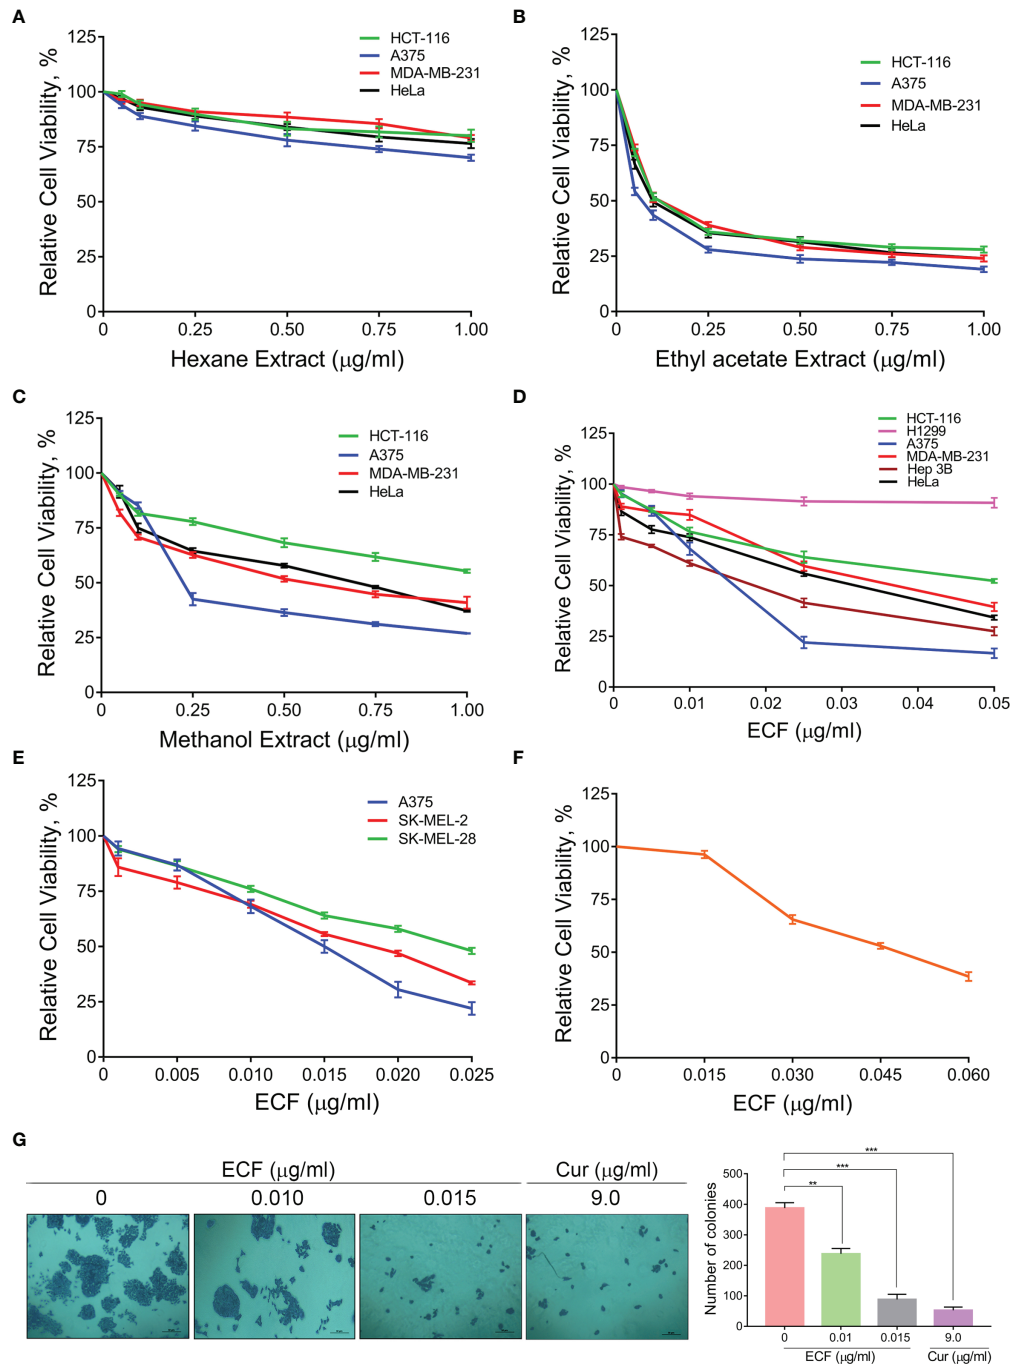 A
Relative Cell Viability, %
125
100
75
50
25
0
0 0.25 0.50 0.75 1.00
Hexane Extract (μg/ml)
HCT-116
A375
MDA-MB-231
HeLa
B
Relative Cell Viability, %
125
100
75
50
25
0
0 0.25 0.50 0.75 1.00
Ethyl acetate Extract (μg/ml)
HCT-116
A375
MDA-MB-231
HeLa
C
Relative Cell Viability, %
125
100
75
50
25
0
0 0.25 0.50 0.75 1.00
Methanol Extract (μg/ml)
HCT-116
A375
MDA-MB-231
HeLa
D
Relative Cell Viability, %
125
100
75
50
25
0
0 0.01 0.02 0.03 0.04 0.05
ECF (μg/ml)
HCT-116
H1299
A375
MDA-MB-231
Hep 3B
HeLa
E
Relative Cell Viability, %
125
100
75
50
25
0
0 0.005 0.010 0.015 0.020 0.025
ECF (μg/ml)
A375
SK-MEL-2
SK-MEL-28
F
Relative Cell Viability, %
125
100
75
50
25
0
0 0.015 0.030 0.045 0.060
ECF (μg/ml)
G
ECF (μg/ml) Cur (μg/ml)
0 0.010 0.015 9.0
Number of colonies
500
400
300
200
100
0
***
***
**
0 0.01 0.015 9.0
ECF (μg/ml) Cur (μg/ml)